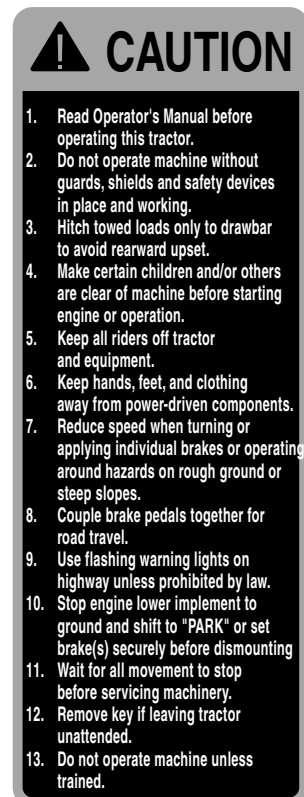 CAUTION
1. Read Operator's Manual before
operating this tractor.
2. Do not operate machine without
guards, shields and safety devices
in place and working.
3. Hitch towed loads only to drawbar
to avoid rearward upset.
4. Make certain children and/or others
are clear of machine before starting
engine or operation.
5. Keep all riders off tractor
and equipment.
6. Keep hands, feet, and clothing
away from power-driven components.
7. Reduce speed when turning or
applying individual brakes or operating
around hazards on rough ground or
steep slopes.
8. Couple brake pedals together for
road travel.
9. Use flashing warning lights on
highway unless prohibited by law.
10. Stop engine lower implement to
ground and shift to "PARK" or set
brake(s) securely before dismounting
11. Wait for all movement to stop
before servicing machinery.
12. Remove key if leaving tractor
unattended.
13. Do not operate machine unless
trained.